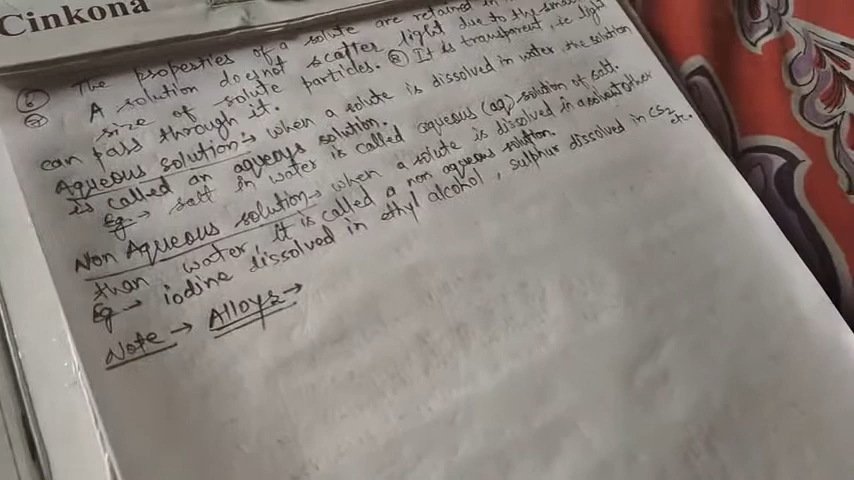 Cinkona
⑥ The properties of a solute are retained in
⑦ A solution does not scatter light due to the small
size of solute particles. ⑧ It is transparent, ie light
can pass through it.
Aqueous solution → when a solute is dissolved in water the solution
is called an aqueous solution.
Eg → salt in water is called aqueous (aq) solution of salt.
Non Aqueous solution → when a solute is dissolved in a solvent other
than water, it is called a non aqueous solution.
Eg → iodine dissolved in ethyl alcohol, sulphur dissolved in CS2 etc.
Note → Alloys →